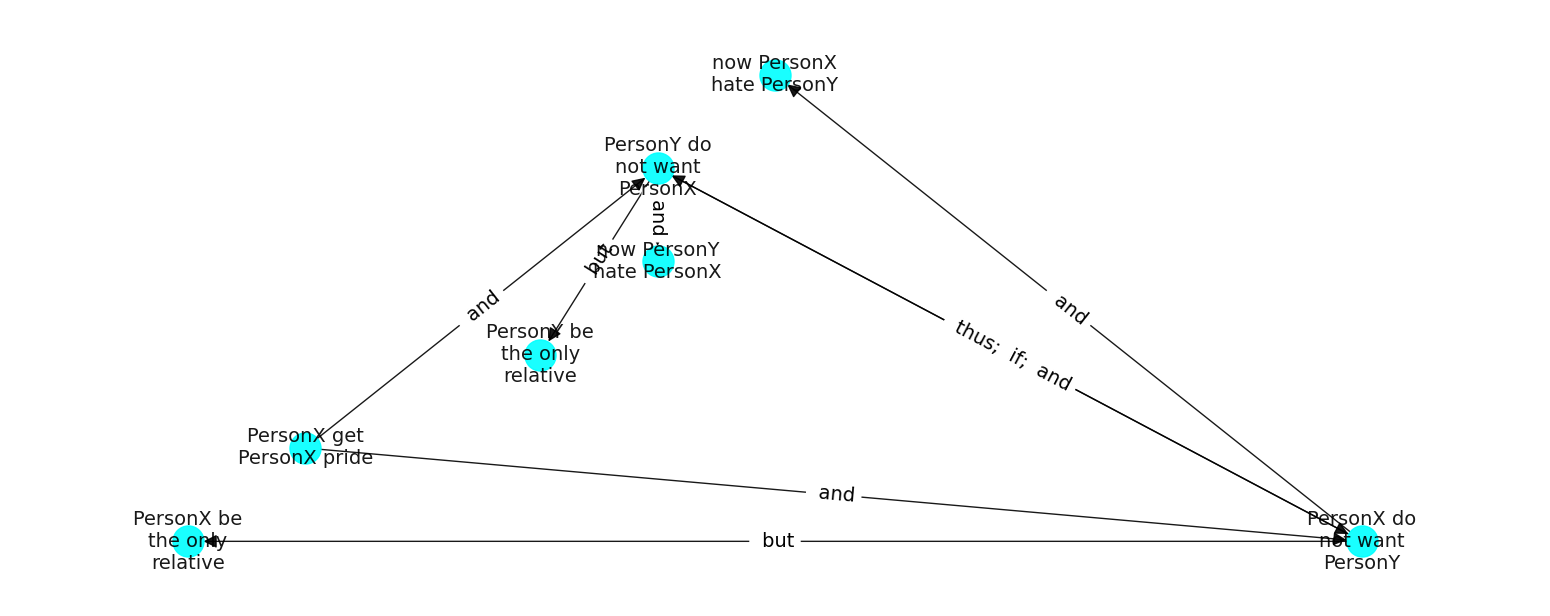 now PersonX
hate PersonY
PersonY do
not want
PersonX
and
now PersonY
hate PersonX
but
and
and
thus; if; and
PersonY be
the only
relative
PersonX get
PersonX pride
and
PersonX be
the only
relative
but
PersonX do
not want
PersonY